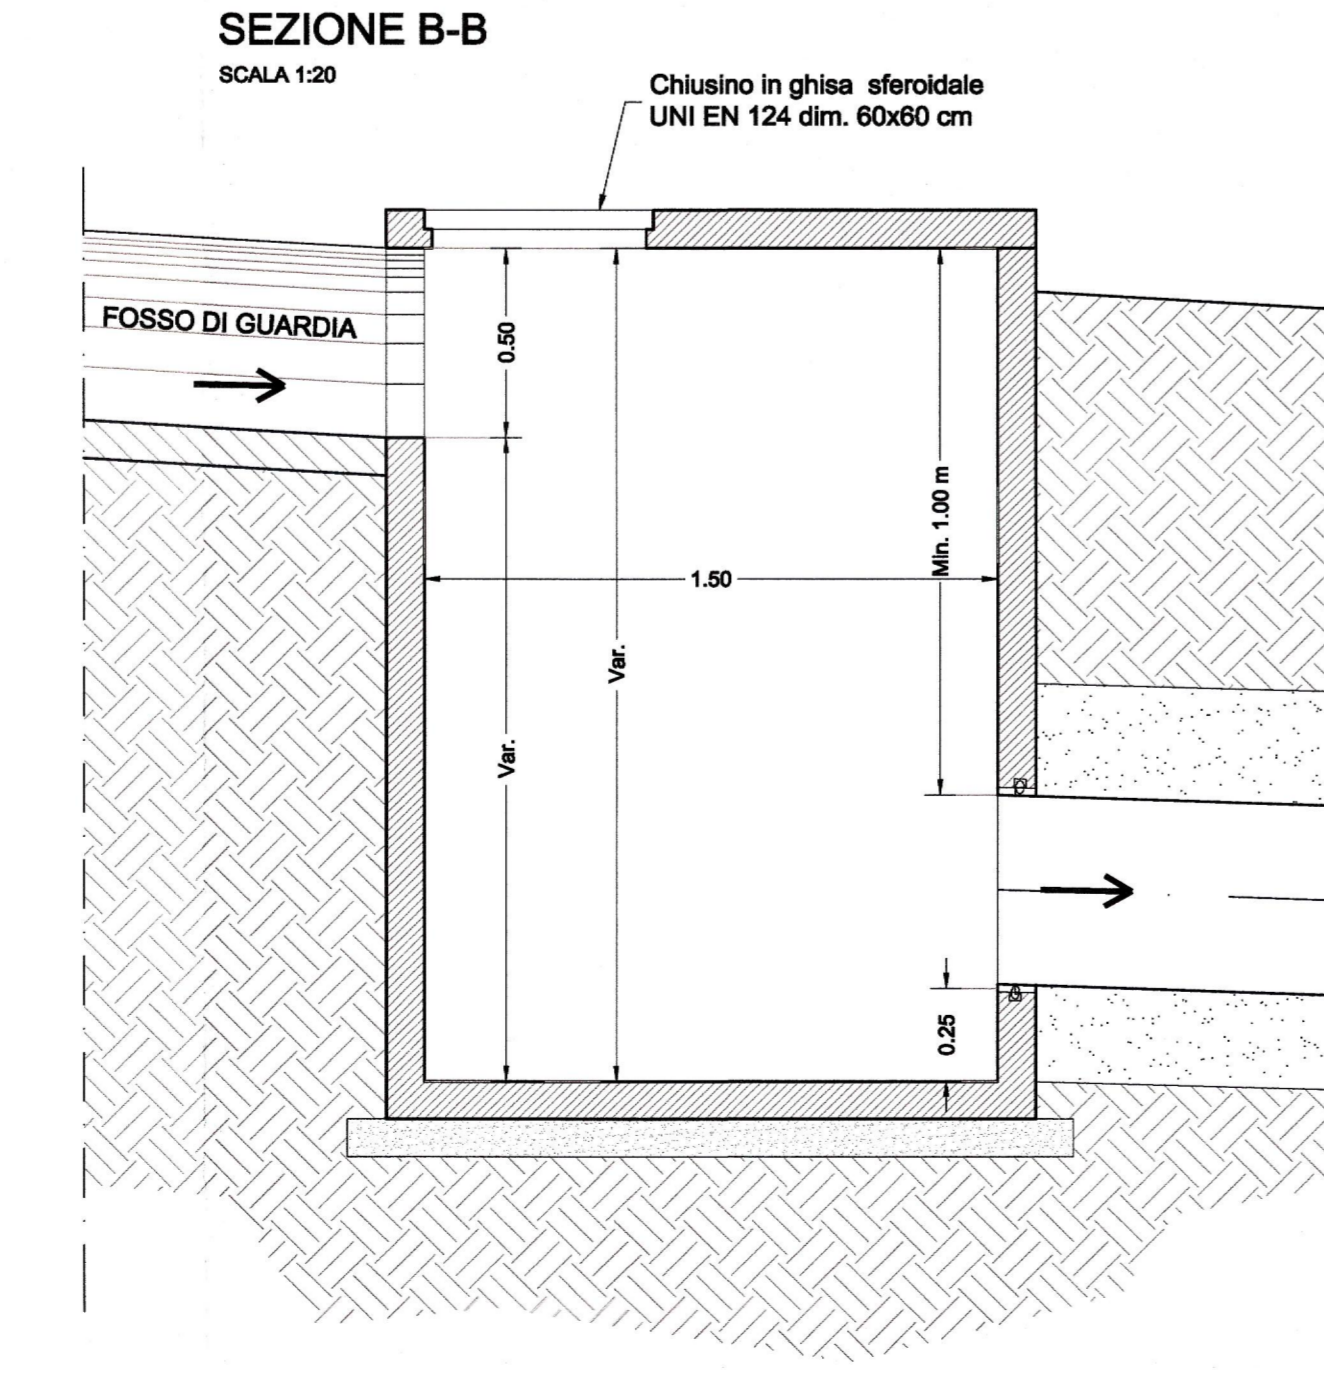 SEZIONE B-B
SCALA 1:20
Chiusino in ghisa sferoidale
UNI EN 124 dim. 60x60 cm
FOSSO DI GUARDIA
0.50
Min. 1.00 m
1.50
Var.
Var.
0.25